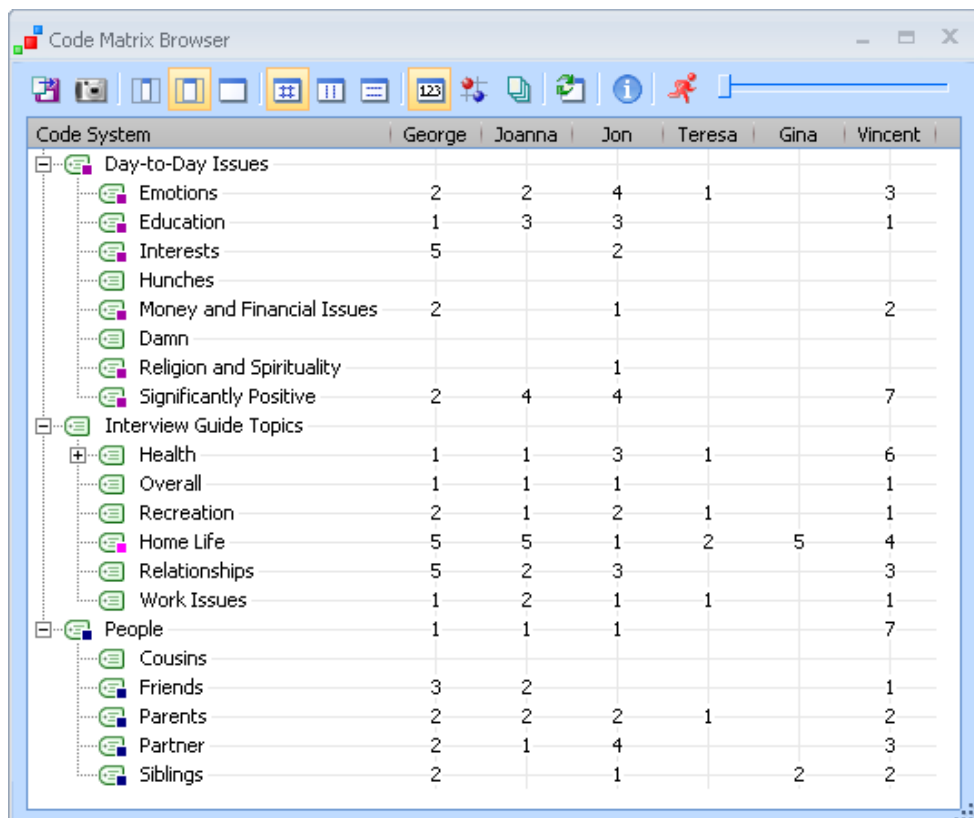 Code Matrix Browser
123
Code System George Joanna Jon Teresa Gina Vincent
Day-to-Day Issues
Emotions 2 2 4 1 3
Education 1 3 3 1
Interests 5 2
Hunches
Money and Financial Issues 2 1 2
Damn
Religion and Spirituality 1
Significantly Positive 2 4 4 7
Interview Guide Topics
Health 1 1 3 1 6
Overall 1 1 1 1
Recreation 2 1 2 1 1
Home Life 5 5 1 2 5 4
Relationships 5 2 3 3
Work Issues 1 2 1 1 1
People 1 1 1 7
Cousins
Friends 3 2 1
Parents 2 2 2 1 2
Partner 2 1 4 3
Siblings 2 1 2 2